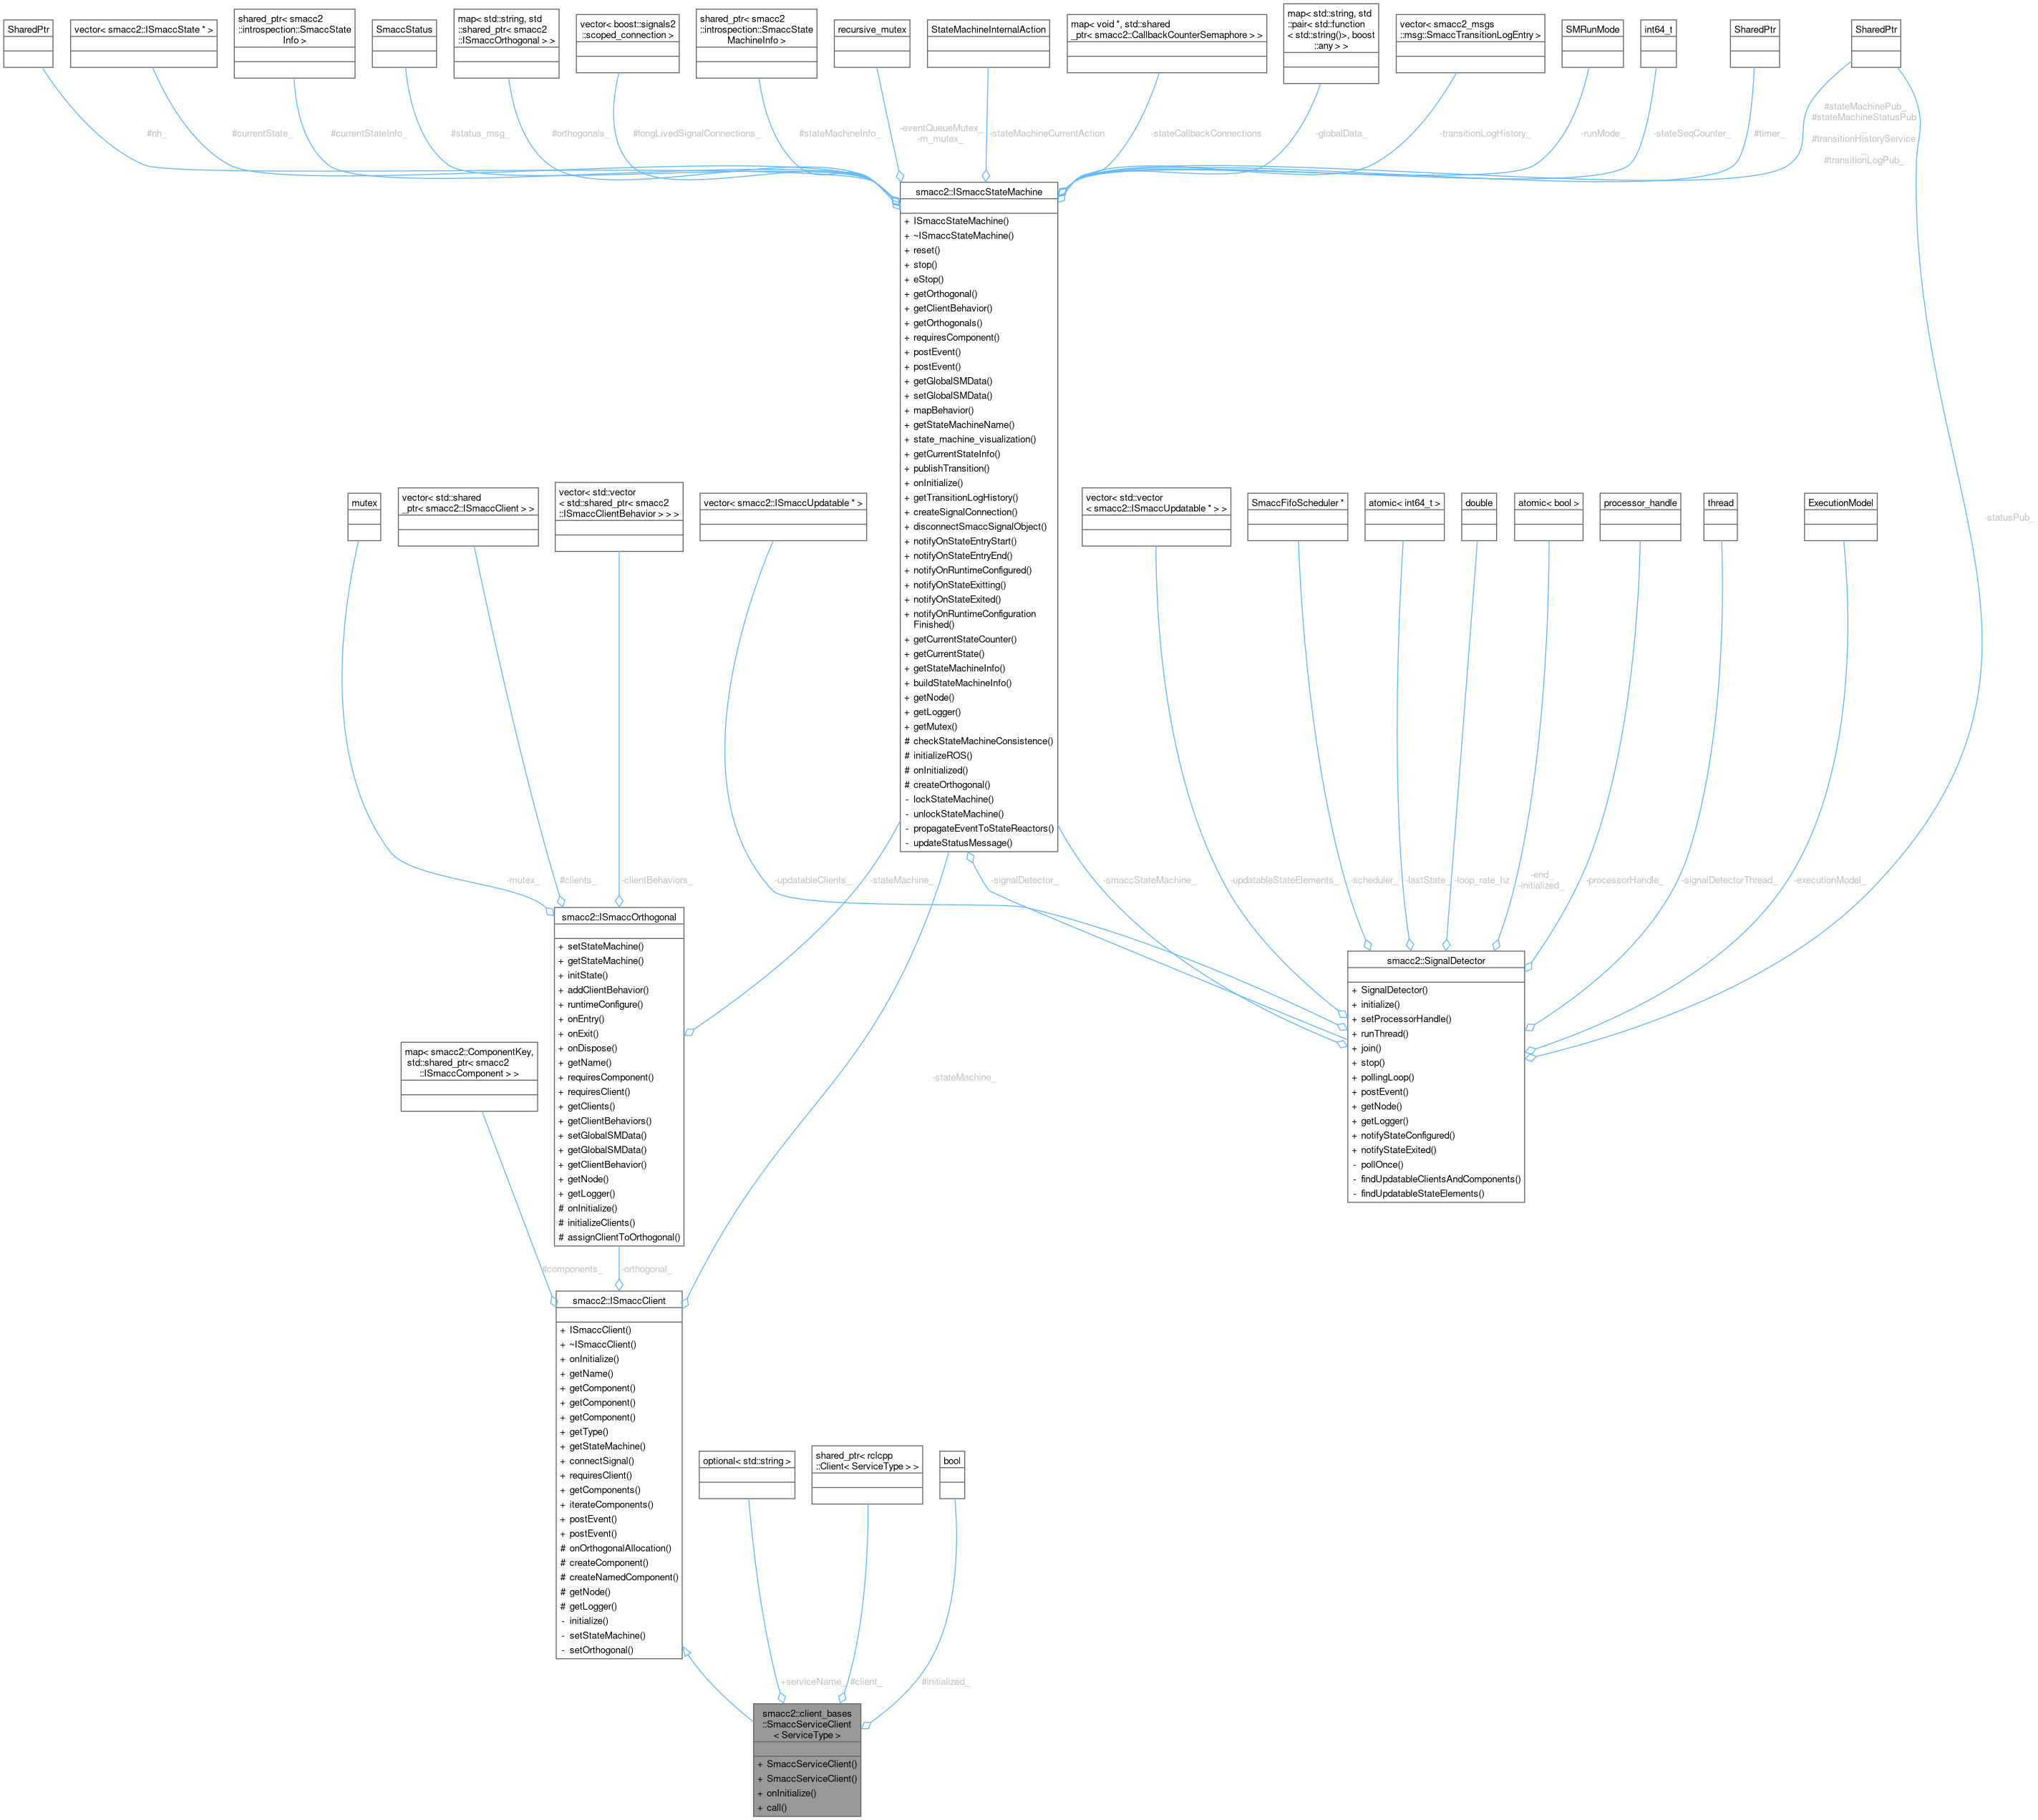 SharedPtr
vector< smacc2::ISmaccState * >
shared_ptr< smacc2
::introspection::SmaccState
Info >
SmaccStatus
map< std::string, std
::shared_ptr< smacc2
::ISmaccOrthogonal > >
vector< boost::signals2
::scoped_connection >
shared_ptr< smacc2
::introspection::SmaccState
MachineInfo >
recursive_mutex
StateMachineInternalAction
map< void *, std::shared
_ptr< smacc2::CallbackCounterSemaphore > >
map< std::string, std
::pair< std::function
< std::string()>, boost
::any > >
vector< smacc2_msgs
::msg::SmaccTransitionLogEntry >
SMRunMode
int64_t
SharedPtr
SharedPtr
#nh_
#currentState_
#currentStateInfo_
#status_msg_
#orthogonals_
#longLivedSignalConnections_
#stateMachineInfo_
-eventQueueMutex_
-m_mutex_
-stateMachineCurrentAction
-stateCallbackConnections
-globalData_
-transitionLogHistory_
-runMode_
-stateSeqCounter_
#timer_
#stateMachinePub_
#stateMachineStatusPub
_
#transitionHistoryService
_
#transitionLogPub_
smacc2::ISmaccStateMachine
+ ISmaccStateMachine()
+ ~ISmaccStateMachine()
+ reset()
+ stop()
+ eStop()
+ getOrthogonal()
+ getClientBehavior()
+ getOrthogonals()
+ requiresComponent()
+ postEvent()
+ postEvent()
+ getGlobalSMData()
+ setGlobalSMData()
+ mapBehavior()
+ getStateMachineName()
+ state_machine_visualization()
+ getCurrentStateInfo()
+ publishTransition()
+ onInitialize()
+ getTransitionLogHistory()
+ createSignalConnection()
+ disconnectSmaccSignalObject()
+ notifyOnStateEntryStart()
+ notifyOnStateEntryEnd()
+ notifyOnRuntimeConfigured()
+ notifyOnStateExitting()
+ notifyOnStateExited()
+ notifyOnRuntimeConfiguration
Finished()
+ getCurrentStateCounter()
+ getCurrentState()
+ getStateMachineInfo()
+ buildStateMachineInfo()
+ getNode()
+ getLogger()
+ getMutex()
# checkStateMachineConsistence()
# initializeROS()
# onInitialized()
# createOrthogonal()
- lockStateMachine()
- unlockStateMachine()
- propagateEventToStateReactors()
- updateStatusMessage()
-statusPub_
mutex
vector< std::shared
_ptr< smacc2::ISmaccClient > >
vector< std::vector
< std::shared_ptr< smacc2
::ISmaccClientBehavior > > >
vector< smacc2::ISmaccUpdatable * >
vector< std::vector
< smacc2::ISmaccUpdatable * > >
SmaccFifoScheduler *
atomic< int64_t >
double
atomic< bool >
processor_handle
thread
ExecutionModel
-mutex_
#clients_
-clientBehaviors_
-updatableClients_
-stateMachine_
-signalDetector_
-smaccStateMachine_
-updatableStateElements_
-scheduler_
-lastState_
-loop_rate_hz
-end_
-initialized_
-processorHandle_
-signalDetectorThread_
-executionModel_
smacc2::ISmaccOrthogonal
+ setStateMachine()
+ getStateMachine()
+ initState()
+ addClientBehavior()
+ runtimeConfigure()
+ onEntry()
+ onExit()
+ onDispose()
+ getName()
+ requiresComponent()
+ requiresClient()
+ getClients()
+ getClientBehaviors()
+ setGlobalSMData()
+ getGlobalSMData()
+ getClientBehavior()
+ getNode()
+ getLogger()
# onInitialize()
# initializeClients()
# assignClientToOrthogonal()
smacc2::SignalDetector
+ SignalDetector()
+ initialize()
+ setProcessorHandle()
+ runThread()
+ join()
+ stop()
+ pollingLoop()
+ postEvent()
+ getNode()
+ getLogger()
+ notifyStateConfigured()
+ notifyStateExited()
- pollOnce()
- findUpdatableClientsAndComponents()
- findUpdatableStateElements()
map< smacc2::ComponentKey,
std::shared_ptr< smacc2
::ISmaccComponent > >
-stateMachine_
#components_
-orthogonal_
smacc2::ISmaccClient
+ ISmaccClient()
+ ~ISmaccClient()
+ onInitialize()
+ getName()
+ getComponent()
+ getComponent()
+ getComponent()
+ getType()
+ getStateMachine()
+ connectSignal()
+ requiresClient()
+ getComponents()
+ iterateComponents()
+ postEvent()
+ postEvent()
# onOrthogonalAllocation()
# createComponent()
# createNamedComponent()
# getNode()
# getLogger()
- initialize()
- setStateMachine()
- setOrthogonal()
optional< std::string >
shared_ptr< rclcpp
::Client< ServiceType > >
bool
+serviceName_
#client_
#initialized_
smacc2::client_bases
::SmaccServiceClient
< ServiceType >
+ SmaccServiceClient()
+ SmaccServiceClient()
+ onInitialize()
+ call()